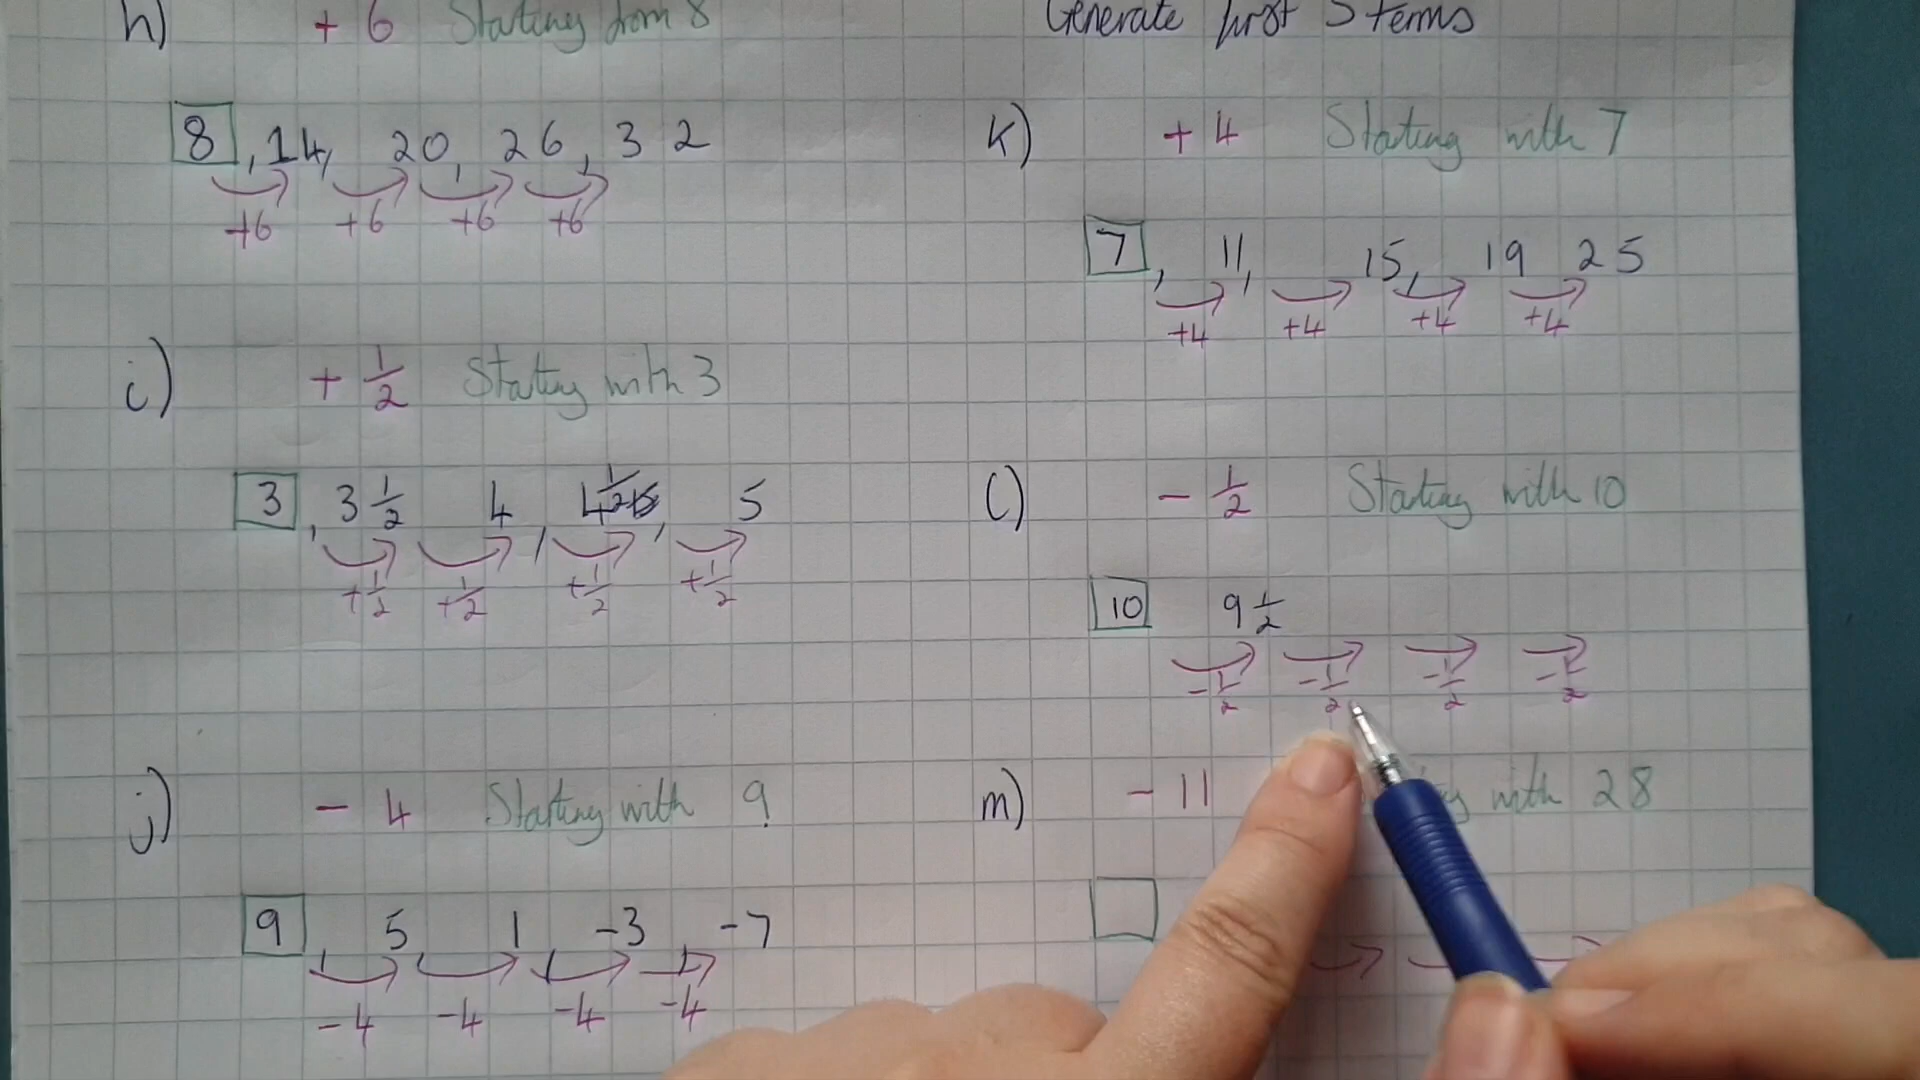 h) + 6 Starting from 8
8, 14, 20, 26, 32
+6 +6 +6 +6
i) + 1/2 Starting with 3
3, 3 1/2 4, 4 1/2, 5
+1/2 +1/2 +1/2 +1/2
j) - 4 Starting with 9
9, 5, 1, -3, -7
-4 -4 -4 -4
Generate first 5 terms
k) + 4 Starting with 7
7, 11, 15, 19 25
+4 +4 +4 +4
l) - 1/2 Starting with 10
10 9 1/2
-1/2 -1/2 -1/2 -1/2
m) - 11 with 28